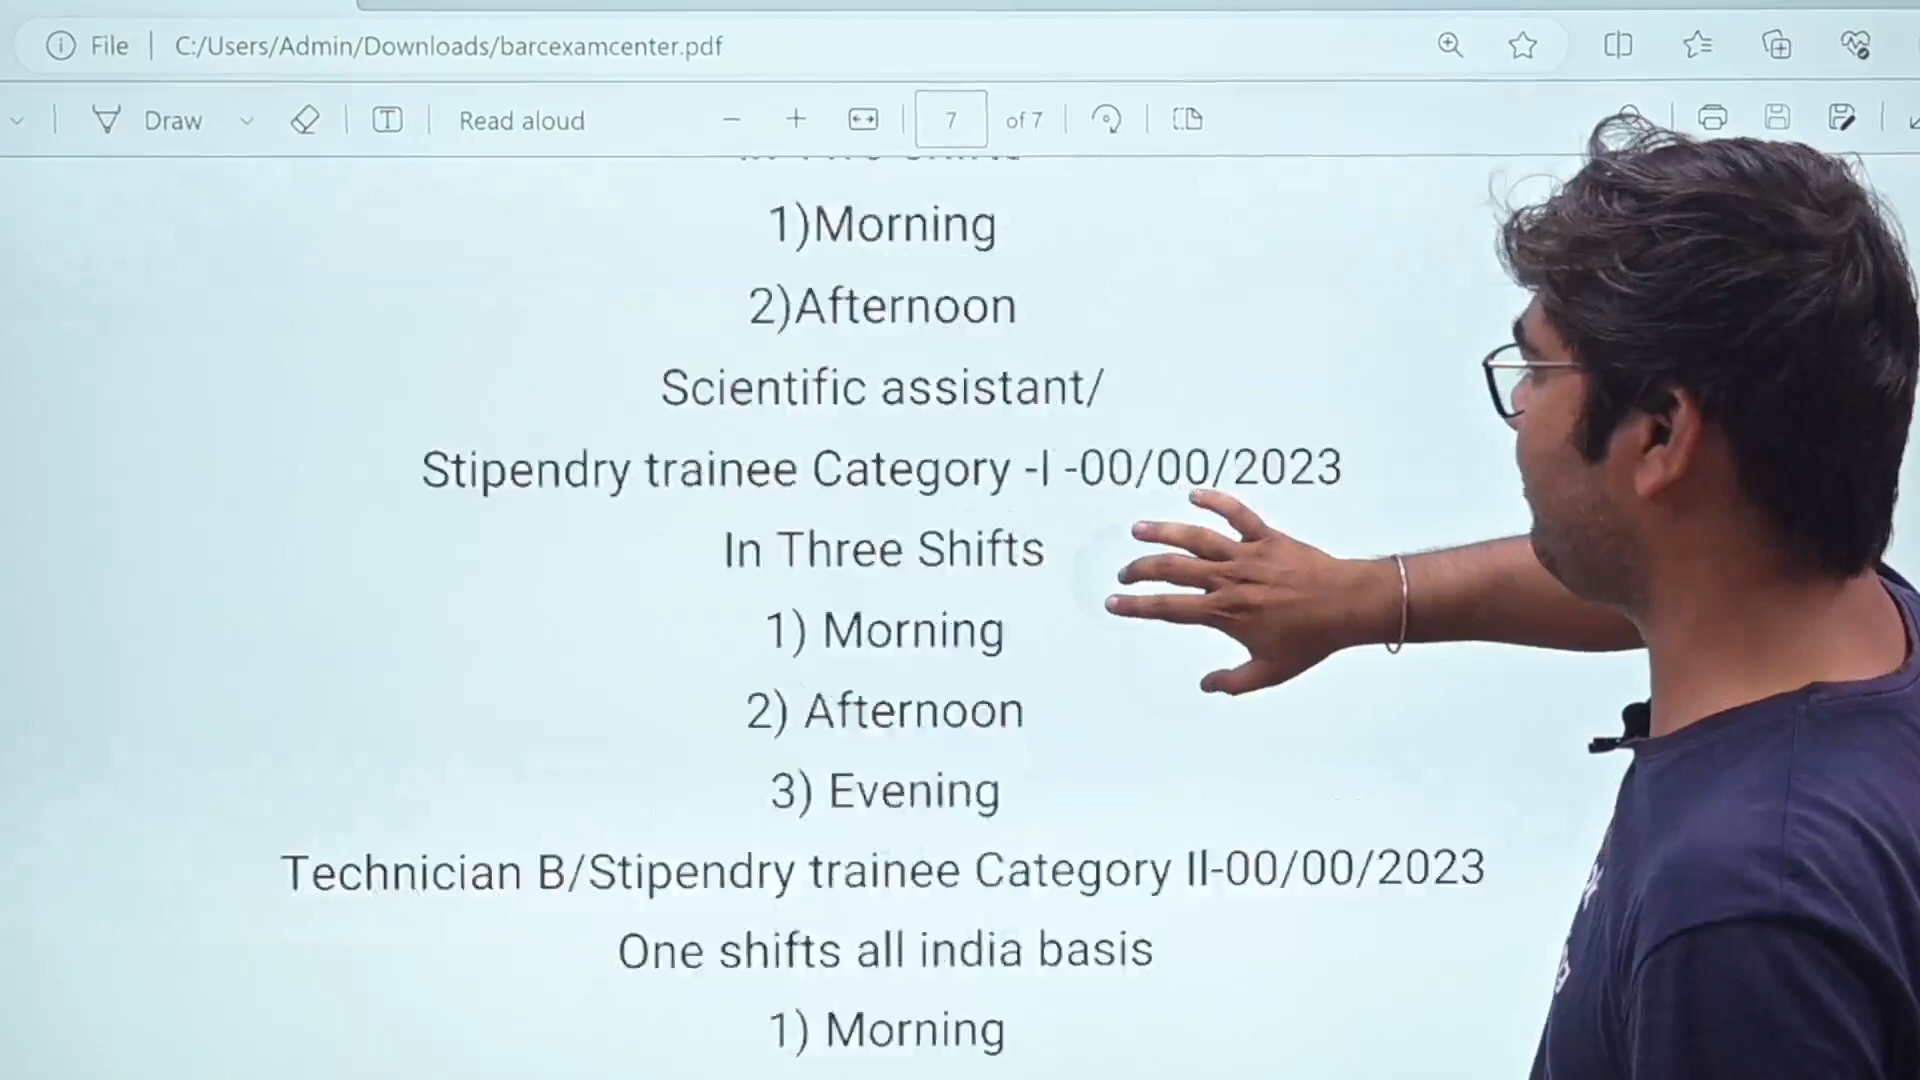 File
C:/Users/Admin/Downloads/barcexamcenter.pdf
Draw
T
Read aloud
7
of 7
1)Morning
2)Afternoon
Scientific assistant/
Stipendry trainee Category -I -00/00/2023
In Three Shifts
1) Morning
2) Afternoon
3) Evening
Technician B/Stipendry trainee Category II-00/00/2023
One shifts all india basis
1) Morning